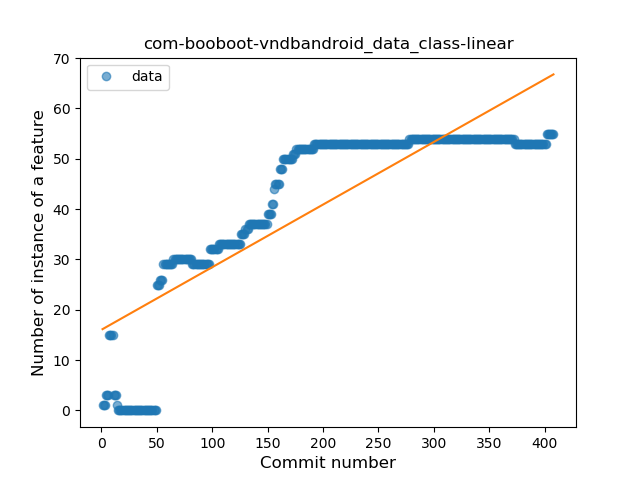 com-booboot-vndbandroid_data_class-linear
data
Number of instance of a feature
70
60
50
40
30
20
10
0
0 50 100 150 200 250 300 350 400
Commit number